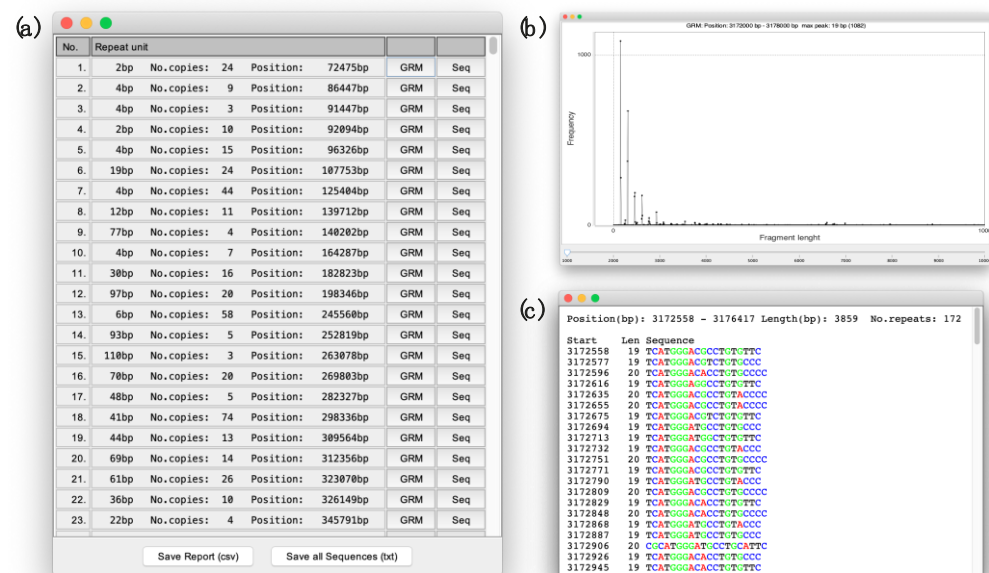 (a)
No. Repeat unit
1. 2bp No.copies: 24 Position: 72475bp GRM Seq
2. 4bp No.copies: 9 Position: 86447bp GRM Seq
3. 4bp No.copies: 3 Position: 91447bp GRM Seq
4. 2bp No.copies: 10 Position: 92094bp GRM Seq
5. 4bp No.copies: 15 Position: 96326bp GRM Seq
6. 19bp No.copies: 24 Position: 107753bp GRM Seq
7. 4bp No.copies: 44 Position: 125404bp GRM Seq
8. 12bp No.copies: 11 Position: 139712bp GRM Seq
9. 77bp No.copies: 4 Position: 140202bp GRM Seq
10. 4bp No.copies: 7 Position: 164287bp GRM Seq
11. 30bp No.copies: 16 Position: 182823bp GRM Seq
12. 97bp No.copies: 20 Position: 198346bp GRM Seq
13. 6bp No.copies: 58 Position: 245560bp GRM Seq
14. 93bp No.copies: 5 Position: 252819bp GRM Seq
15. 110bp No.copies: 3 Position: 263078bp GRM Seq
16. 70bp No.copies: 20 Position: 269803bp GRM Seq
17. 48bp No.copies: 5 Position: 282327bp GRM Seq
18. 41bp No.copies: 74 Position: 298336bp GRM Seq
19. 44bp No.copies: 13 Position: 309564bp GRM Seq
20. 69bp No.copies: 14 Position: 312356bp GRM Seq
21. 61bp No.copies: 26 Position: 323070bp GRM Seq
22. 36bp No.copies: 10 Position: 326149bp GRM Seq
23. 22bp No.copies: 4 Position: 345791bp GRM Seq
Save Report (csv) Save all Sequences (txt)
(b)
GRM: Position: 3172000 bp - 3178000 bp max peak: 19 bp (1082)
1000
Frequency
0
0 100
Fragment lenght
1000 2000 3000 4000 5000 6000 7000 8000 9000 1000
(c)
Position(bp): 3172558 - 3176417 Length(bp): 3859 No.repeats: 172
Start Len Sequence
3172558 19 TCATGGGACGCCTGTGTTC
3172577 19 TCATGGGACGTCTGTGCCC
3172596 20 TCATGGGACACCTGTGCCCC
3172616 19 TCATGGGAGGCCTGTGTTC
3172635 20 TCATGGGACGCCTGTACCCC
3172655 20 TCATGGGACGCCTGTACCCC
3172675 19 TCATGGGACGTCTGTGTTC
3172694 19 TCATGGGATGCCTGTGCCC
3172713 19 TCATGGGATGGCTGTGTTC
3172732 19 TCATGGGACGCCTGTACCC
3172751 20 TCATGGGACGCCTGTGCCCC
3172771 19 TCATGGGACGCCTGTGTTC
3172790 19 TCATGGGATGCCTGTACCC
3172809 20 TCATGGGACGCCTGTGCCCC
3172829 19 TCATGGGACACCTGTGTTC
3172848 20 TCATGGGACACCTGTGCCCC
3172868 19 TCATGGGATGCCTGTACCC
3172887 19 TCATGGGATGCCTGTGCCC
3172906 20 CGCATGGGATGCCTGCATTC
3172926 19 TCATGGGACACCTGTGCCC
3172945 19 TCATGGGACACCTGTGTTC